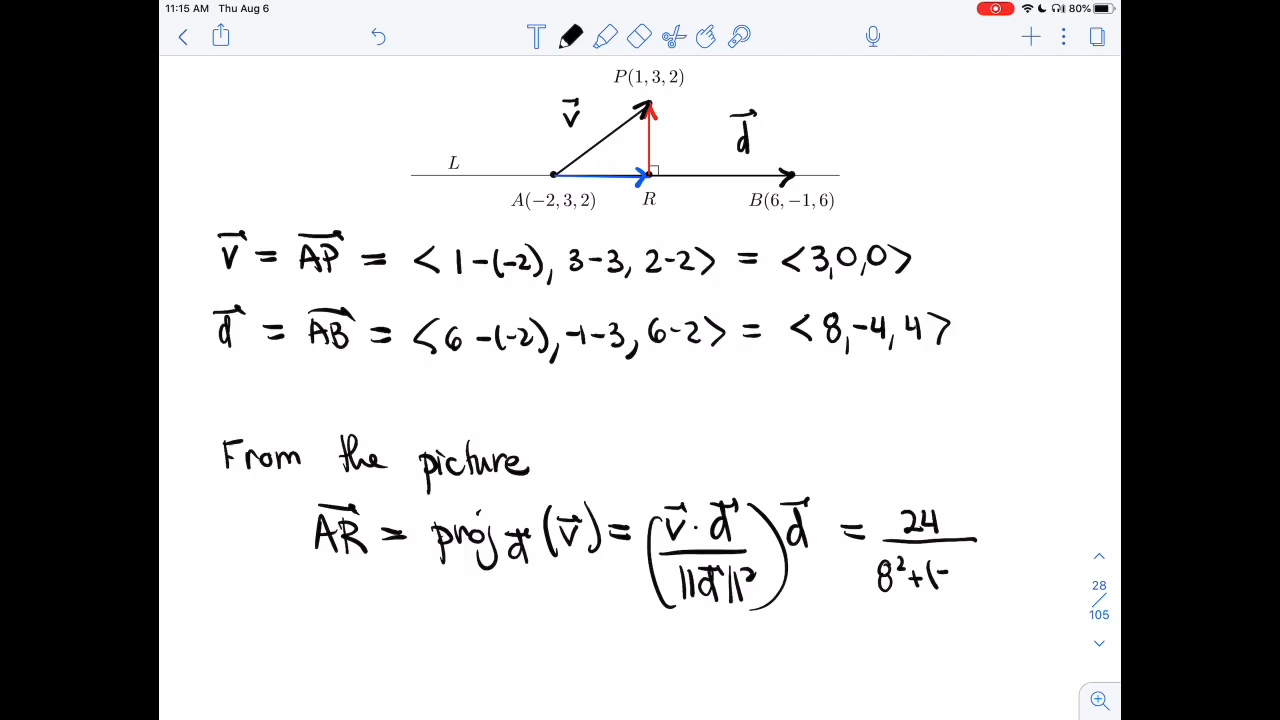 11:15 AM Thu Aug 6 80%
P(1, 3, 2)
v⃗
d⃗
L
A(−2, 3, 2) R B(6, −1, 6)
v⃗ = AP⃗ = <1-(-2), 3-3, 2-2> = <3,0,0>
d⃗ = AB⃗ = <6-(-2), -1-3, 6-2> = <8,-4,4>
From the picture
AR⃗ = proj_d⃗ (v⃗) = (v⃗ · d⃗ / ||d⃗||²) d⃗ = 24 / 8²+(-
28
105